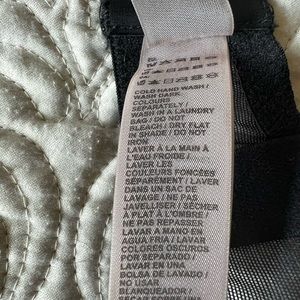 COLD HAND WASH /
WASH DARK
COLOURS
SEPARATELY /
WASH IN A LAUNDRY
BAG / DO NOT
BLEACH / DRY FLAT
IN SHADE / DO NOT
IRON
LAVER À LA MAIN À
L'EAU FROIDE /
LAVER LES
COULEURS FONCÉES
SÉPARÉMENT / LAVER
DANS UN SAC DE
LAVAGE / NE PAS
JAVELLISER / SÉCHER
À PLAT À L'OMBRE /
NE PAS REPASSER
LAVAR A MANO EN
AGUA FRIA / LAVAR
COLORES OSCUROS
POR SEPARADO /
LAVAR EN UNA
BOLSA DE LAVADO /
NO USAR
BLANQUEADOR /